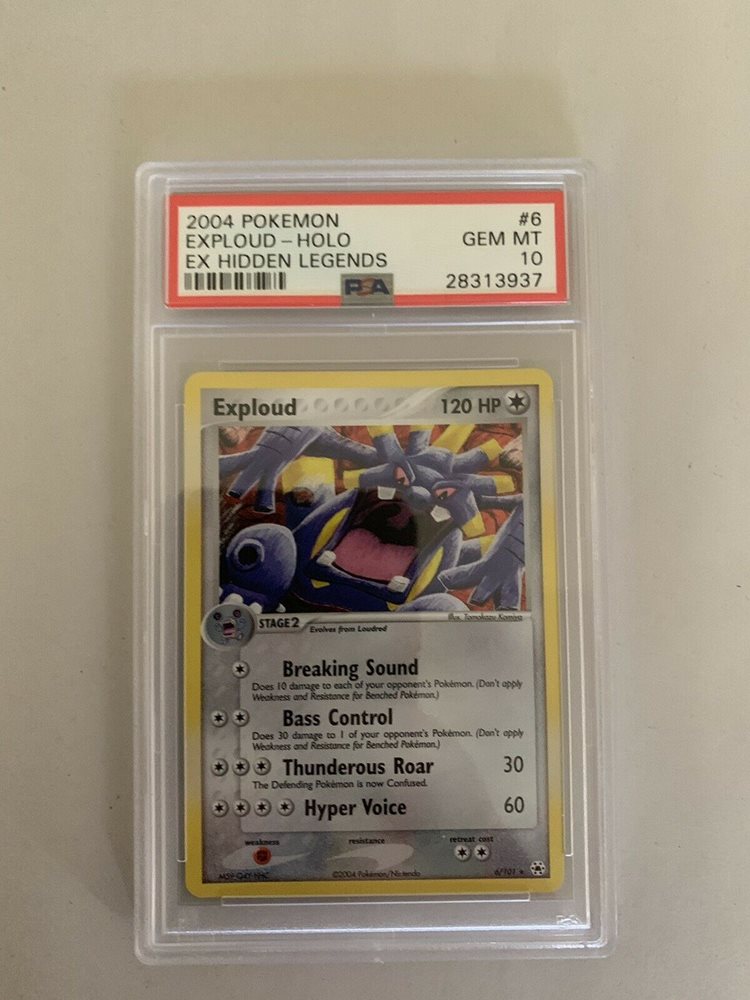 2004 POKEMON #6
EXPLOUD - HOLO GEM MT
EX HIDDEN LEGENDS 10
PSA 28313937
Exploud 120 HP
Illus. Tomokazu Komiya
STAGE 2 Evolves from Loudred
Breaking Sound
Does 10 damage to each of your opponent's Pokémon. (Don't apply
Weakness and Resistance for Benched Pokémon.)
Bass Control
Does 30 damage to 1 of your opponent's Pokémon. (Don't apply
Weakness and Resistance for Benched Pokémon.)
Thunderous Roar 30
The Defending Pokémon is now Confused.
Hyper Voice 60
weakness resistance retreat cost
©2004 Pokémon/Nintendo 6/101 ★